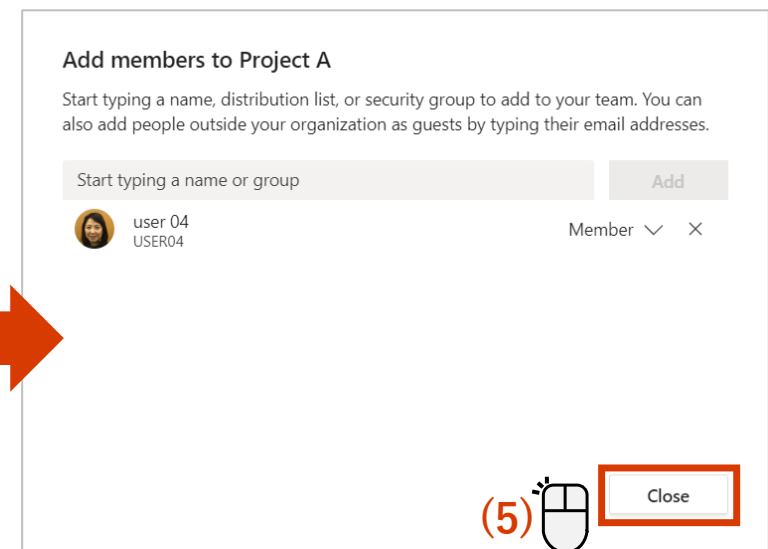 Add members to Project A
Start typing a name, distribution list, or security group to add to your team. You can
also add people outside your organization as guests by typing their email addresses.
Start typing a name or group
Add
user 04
USER04
Member
(5)
Close